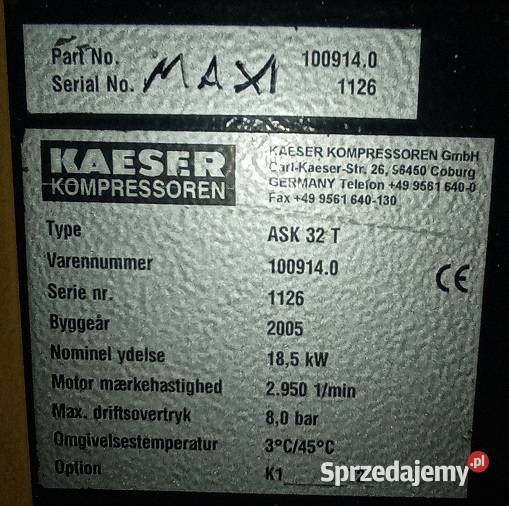 Part No. 100914.0
Serial No. MAXI 1126
KAESER
KOMPRESSOREN
KAESER KOMPRESSOREN GmbH
Carl-Kaeser-Str. 26, 96450 Coburg
GERMANY Telefon +49 9561 640-0
Fax +49 9561 640-130
Type ASK 32 T
Varennummer 100914.0
CE
Serie nr. 1126
Byggeår 2005
Nominel ydelse 18,5 kW
Motor mærkehastighed 2.950 1/min
Max. driftsovertryk 8,0 bar
Omgivelsestemperatur 3°C/45°C
Option K1
Sprzedajemy.pl